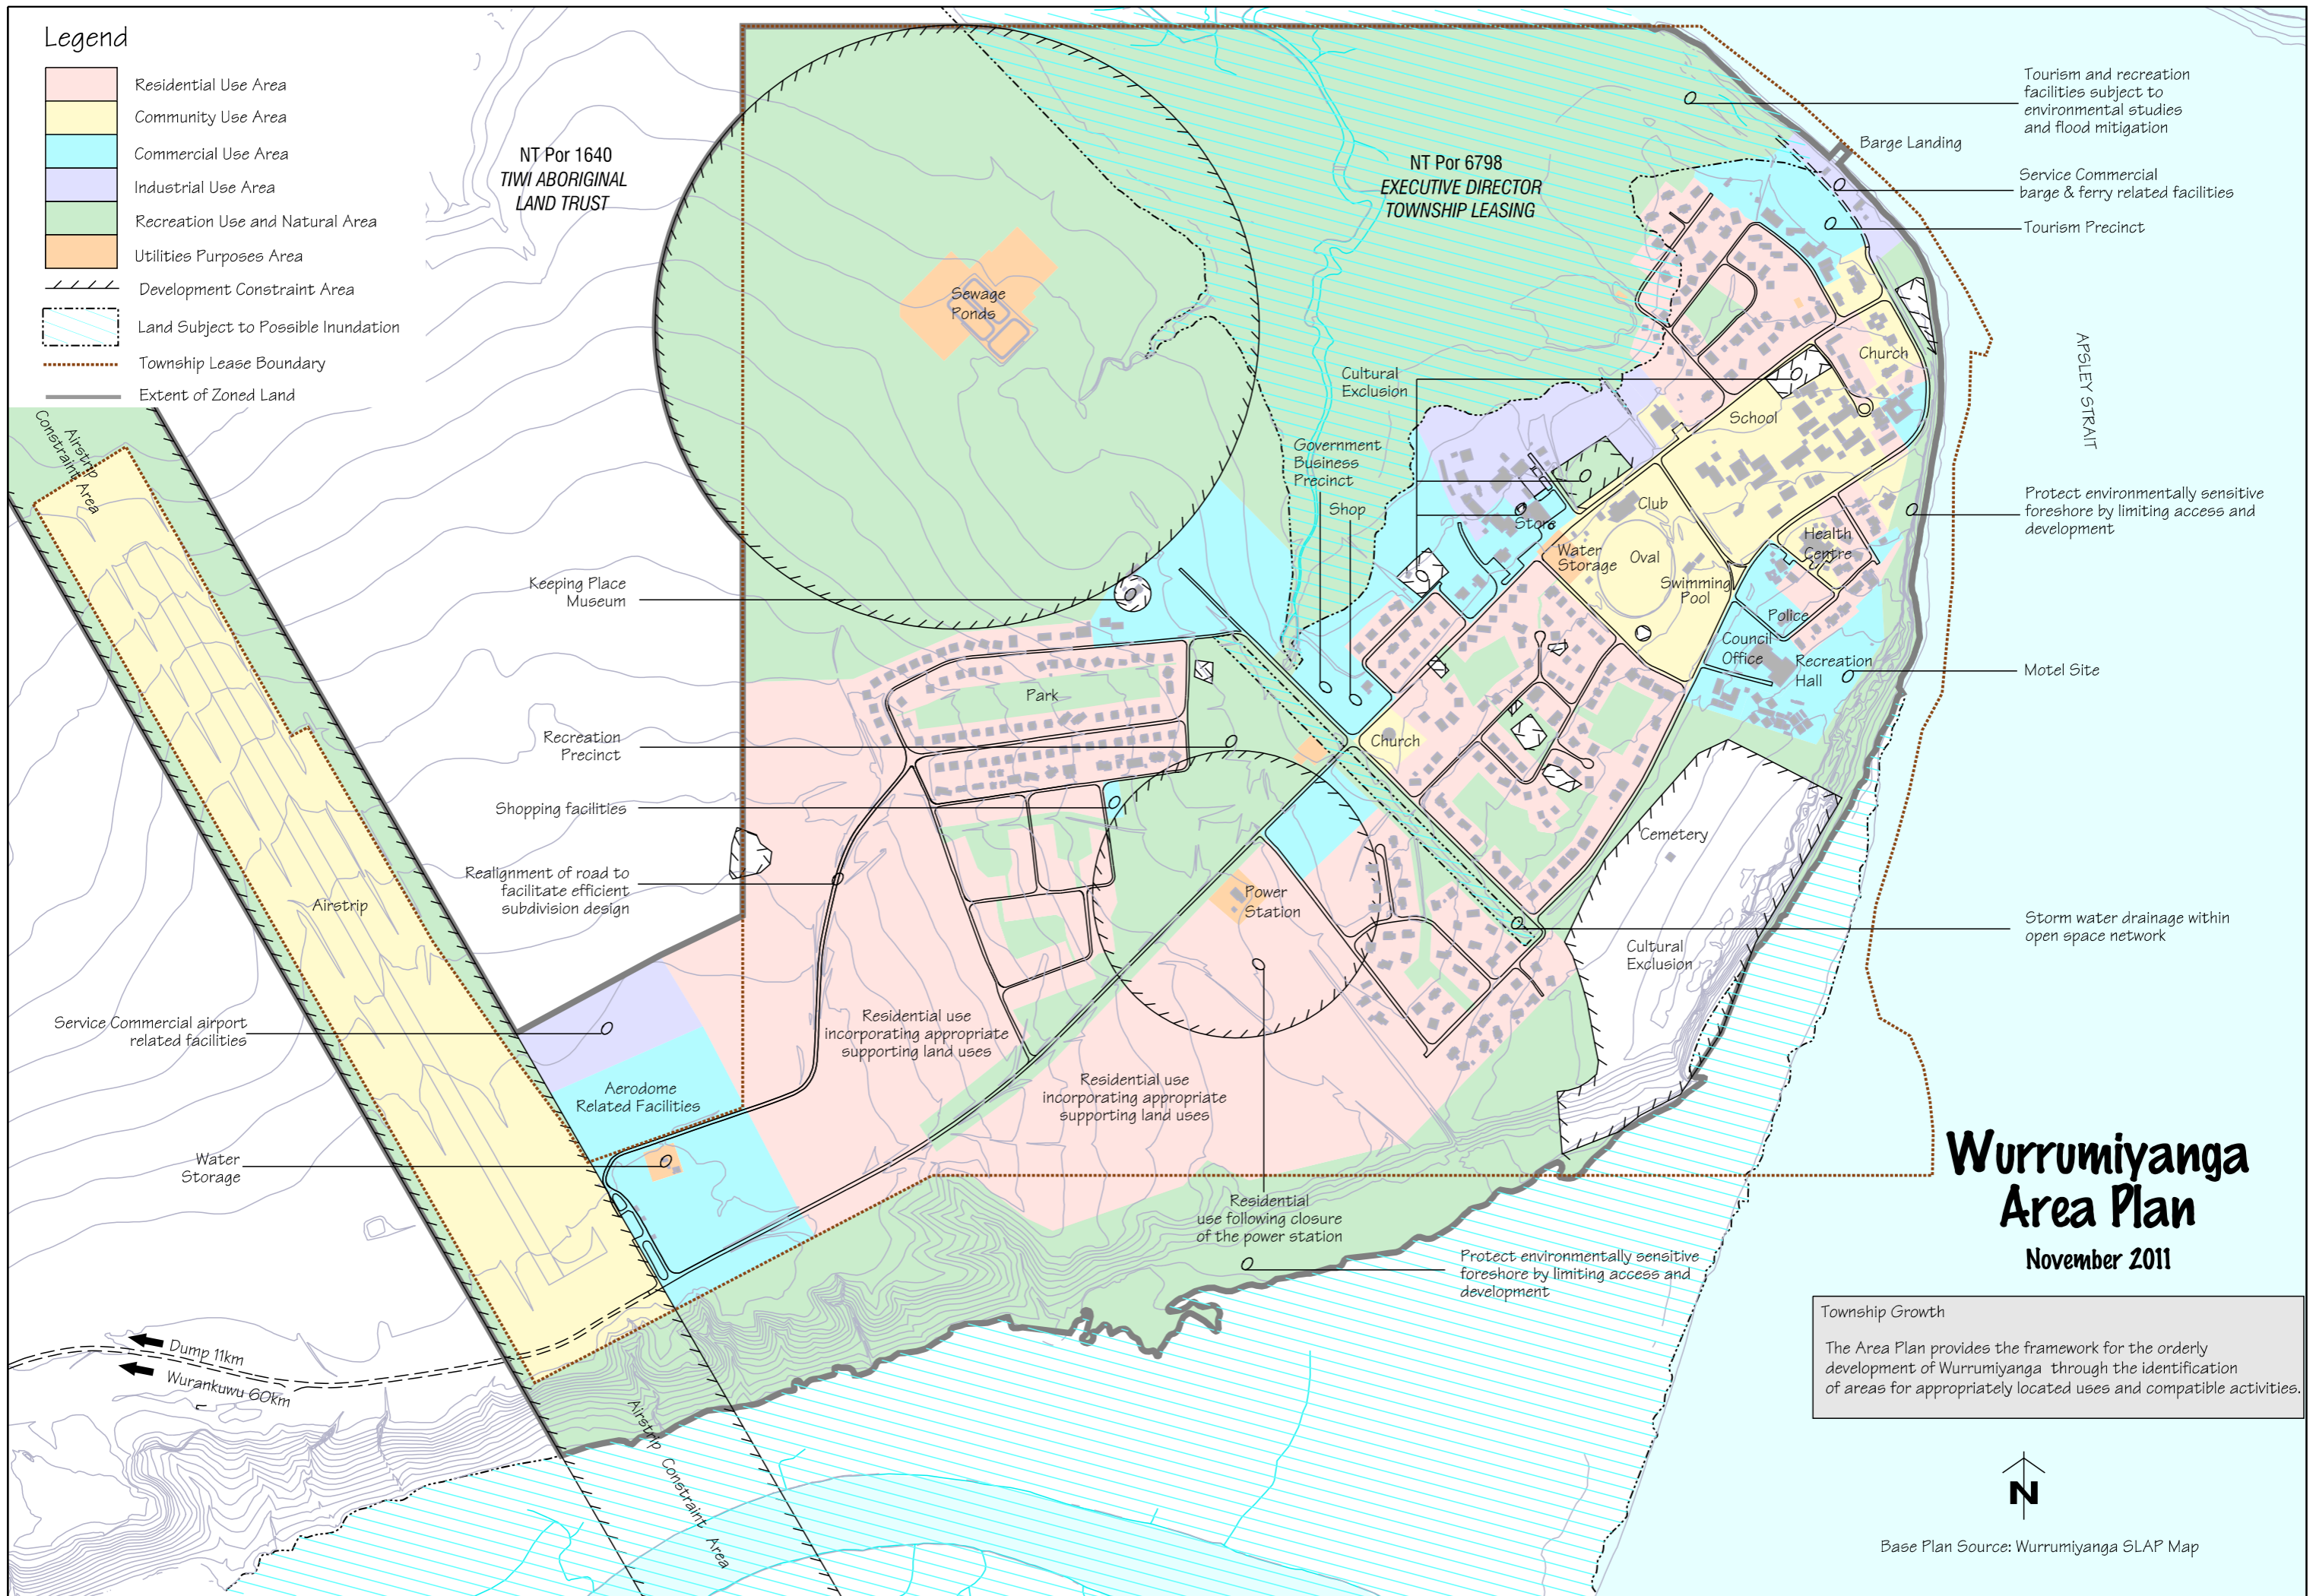 Legend
Residential Use Area
Community Use Area
Commercial Use Area
Industrial Use Area
Recreation Use and Natural Area
Utilities Purposes Area
Development Constraint Area
Land Subject to Possible Inundation
Township Lease Boundary
Extent of Zoned Land
Airstrip
Constraint Area
NT Por 1640
TIWI ABORIGINAL
LAND TRUST
NT Por 6798
EXECUTIVE DIRECTOR
TOWNSHIP LEASING
Sewage
Ponds
Tourism and recreation
facilities subject to
environmental studies
and flood mitigation
Barge Landing
Service Commercial
barge & ferry related facilities
Tourism Precinct
APSLEY STRAIT
Church
Cultural
Exclusion
School
Government
Business
Precinct
Shop
Store
Club
Water
Storage
Oval
Swimming
Pool
Health
Centre
Protect environmentally sensitive
foreshore by limiting access and
development
Police
Council
Office
Recreation
Hall
Motel Site
Keeping Place
Museum
Park
Recreation
Precinct
Church
Shopping facilities
Cemetery
Realignment of road to
facilitate efficient
subdivision design
Power
Station
Airstrip
Storm water drainage within
open space network
Cultural
Exclusion
Service Commercial airport
related facilities
Residential use
incorporating appropriate
supporting land uses
Aerodome
Related Facilities
Residential use
incorporating appropriate
supporting land uses
Water
Storage
Residential
use following closure
of the power station
Protect environmentally sensitive
foreshore by limiting access and
development
Dump 11km
Wurankuwu 60km
Airstrip Constraint Area
Wurrumiyanga
Area Plan
November 2011
Township Growth
The Area Plan provides the framework for the orderly
development of Wurrumiyanga through the identification
of areas for appropriately located uses and compatible activities.
N
Base Plan Source: Wurrumiyanga SLAP Map